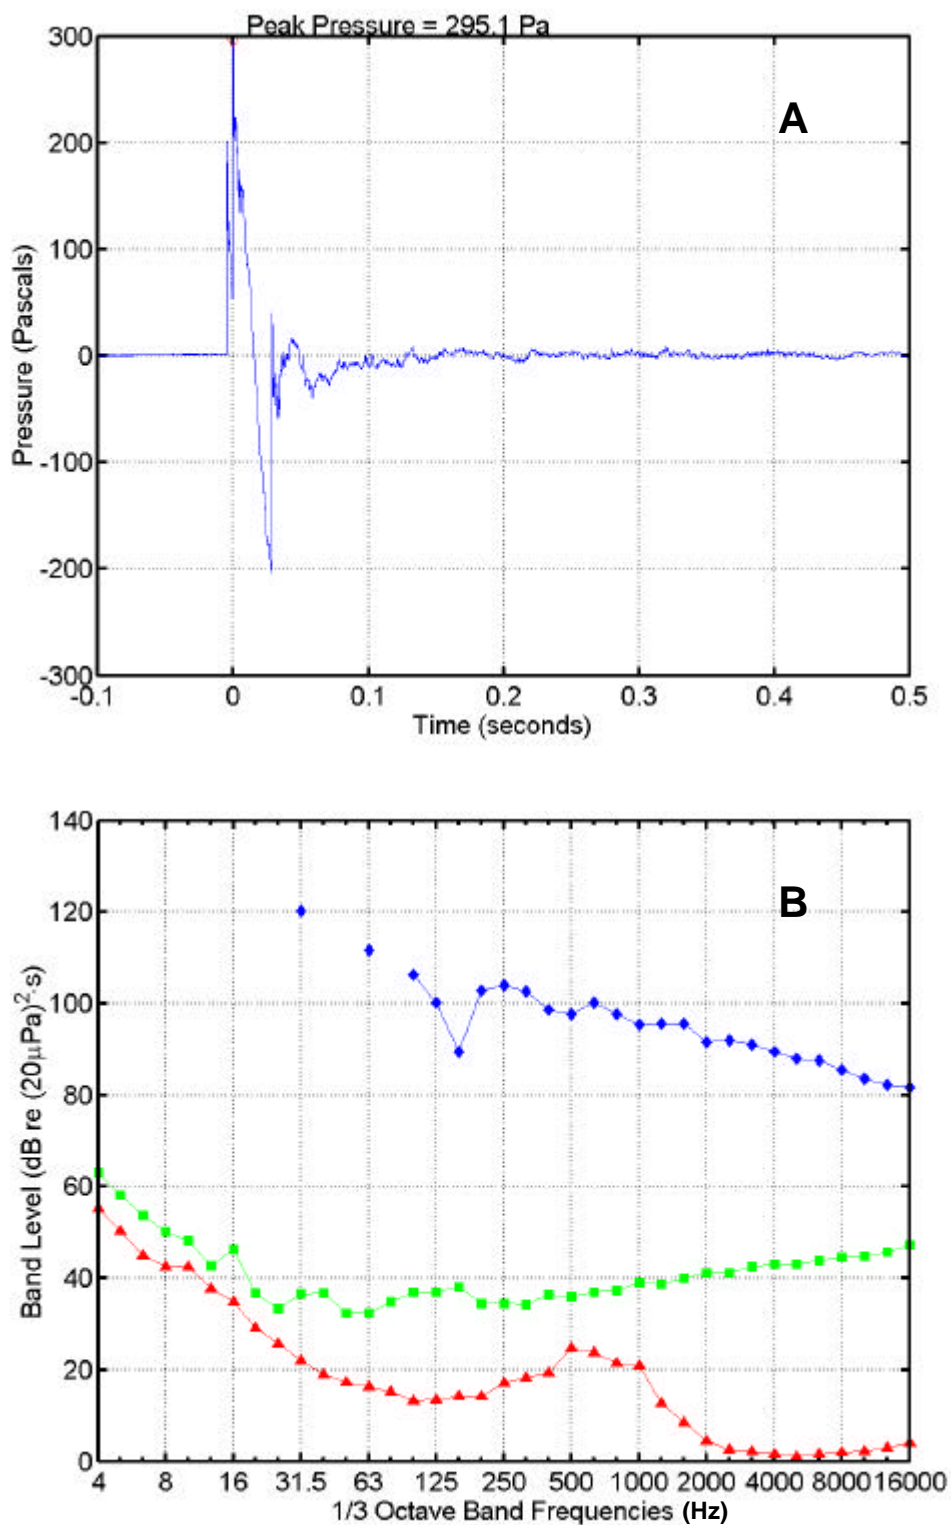 Peak Pressure = 295.1 Pa
300
200
100
0
-100
-200
-300
Pressure (Pascals)
A
-0.1 0 0.1 0.2 0.3 0.4 0.5
Time (seconds)
140
120
100
80
60
40
20
0
Band Level (dB re (20μPa)²·s)
B
4 8 16 31.5 63 125 250 500 1000 2000 4000 8000 16000
1/3 Octave Band Frequencies (Hz)